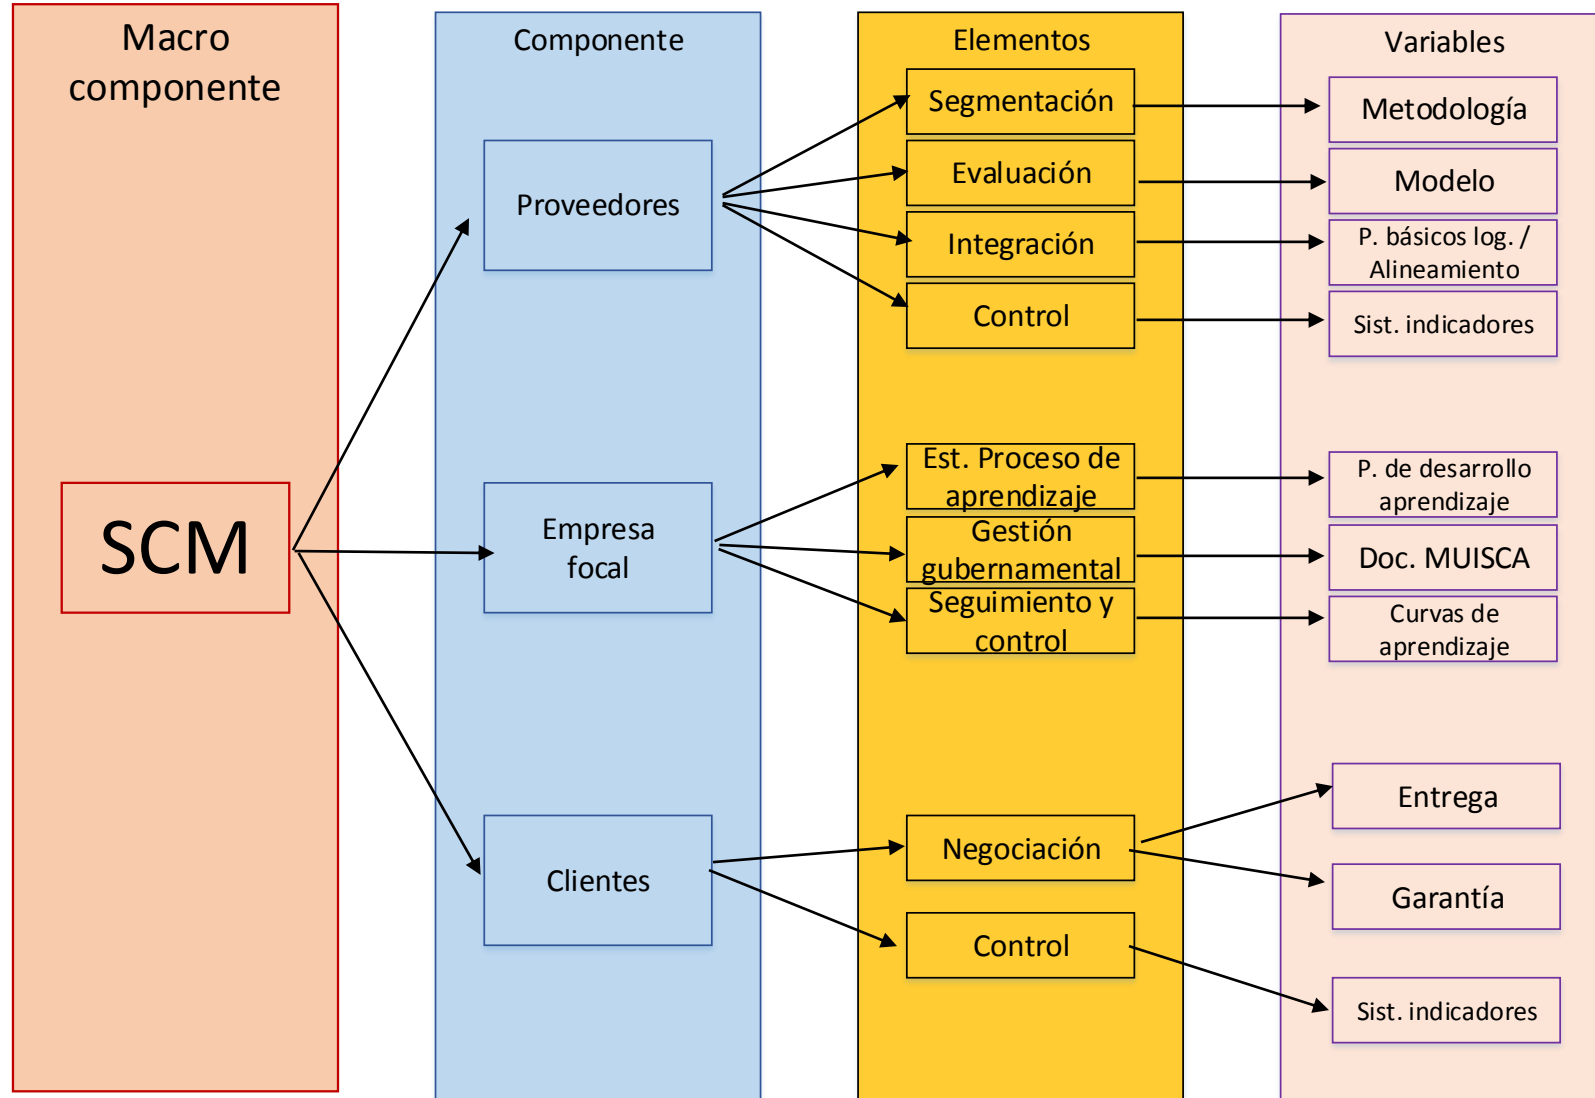 Macro
componente
SCM
Componente
Proveedores
Empresa
focal
Clientes
Elementos
Segmentación
Evaluación
Integración
Control
Est. Proceso de
aprendizaje
Gestión
gubernamental
Seguimiento y
control
Negociación
Control
Variables
Metodología
Modelo
P. básicos log. /
Alineamiento
Sist. indicadores
P. de desarrollo
aprendizaje
Doc. MUISCA
Curvas de
aprendizaje
Entrega
Garantía
Sist. indicadores